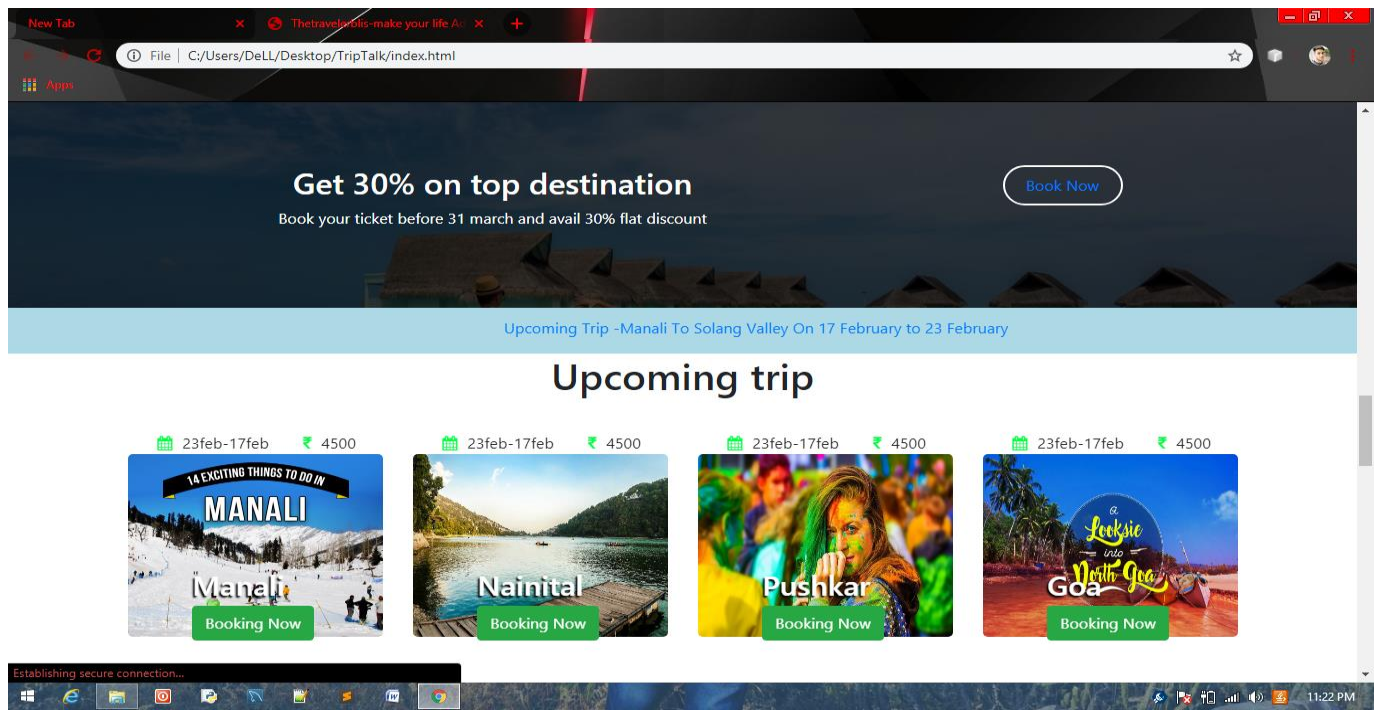 New Tab
Thetravelorblis-make your life Ad
File
C:/Users/DeLL/Desktop/TripTalk/index.html
Apps
Get 30% on top destination
Book Now
Book your ticket before 31 march and avail 30% flat discount
Upcoming Trip -Manali To Solang Valley On 17 February to 23 February
Upcoming trip
23feb-17feb ₹ 4500
23feb-17feb ₹ 4500
23feb-17feb ₹ 4500
23feb-17feb ₹ 4500
14 EXCITING THINGS TO DO IN
MANALI
Manali
Booking Now
Nainital
Booking Now
Pushkar
Booking Now
a
Looksie
into
North Goa
Goa
Booking Now
Establishing secure connection...
11:22 PM